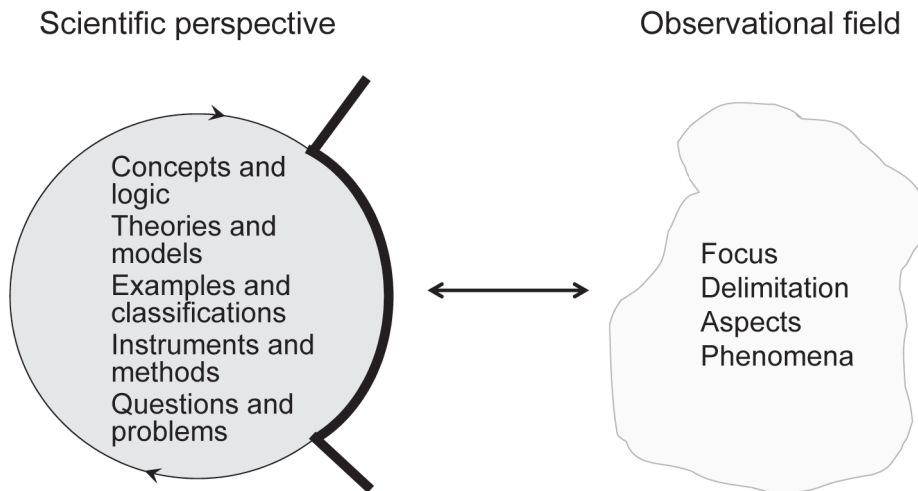 Scientific perspective
Observational field
Concepts and
logic
Theories and
models
Examples and
classifications
Instruments and
methods
Questions and
problems
Focus
Delimitation
Aspects
Phenomena